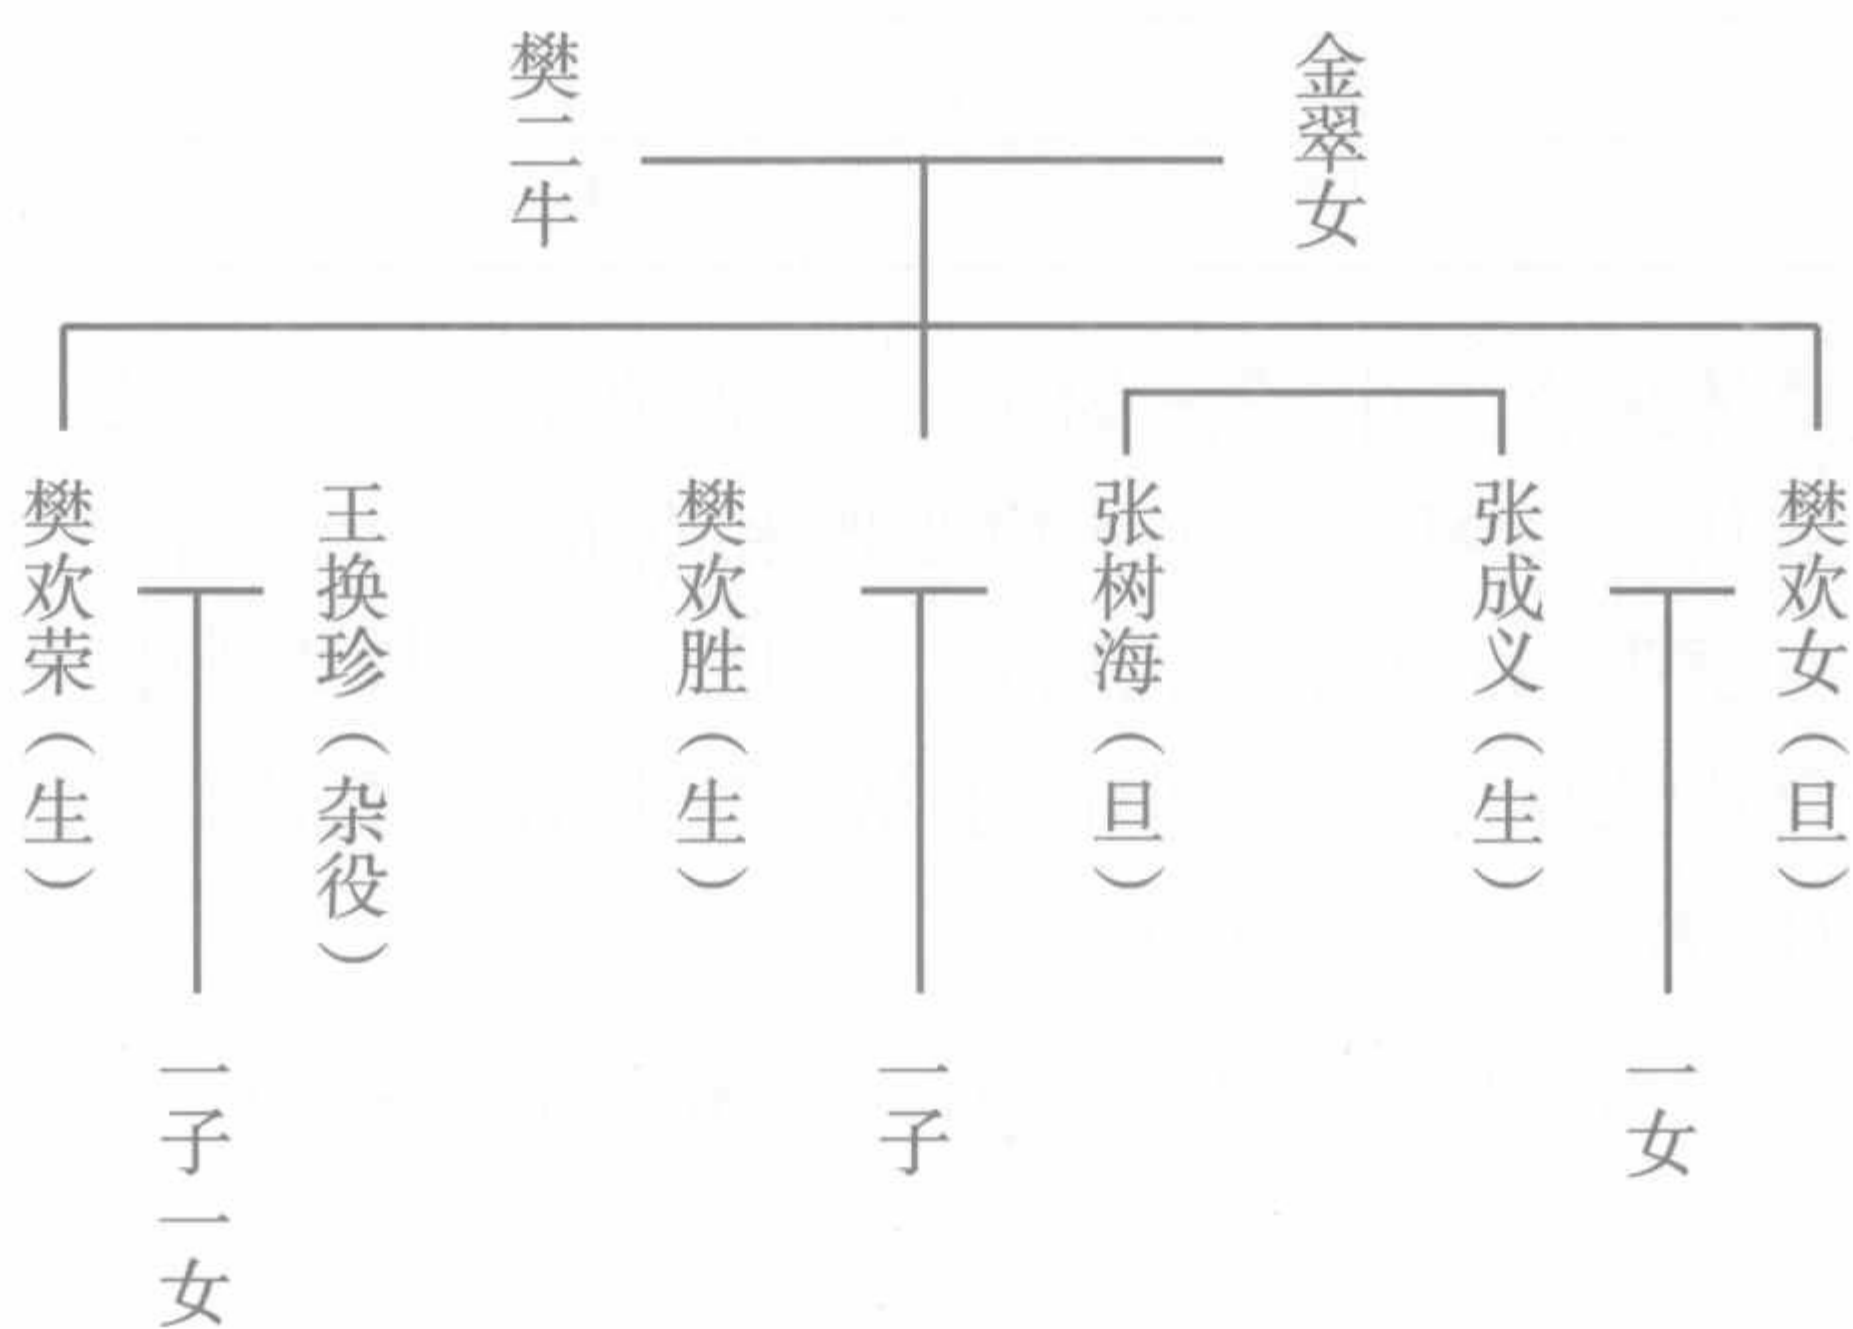 樊二牛
金翠女
樊欢荣（生）
王换珍（杂役）
樊欢胜（生）
张树海（旦）
张成义（生）
樊欢女（旦）
一子一女
一子
一女